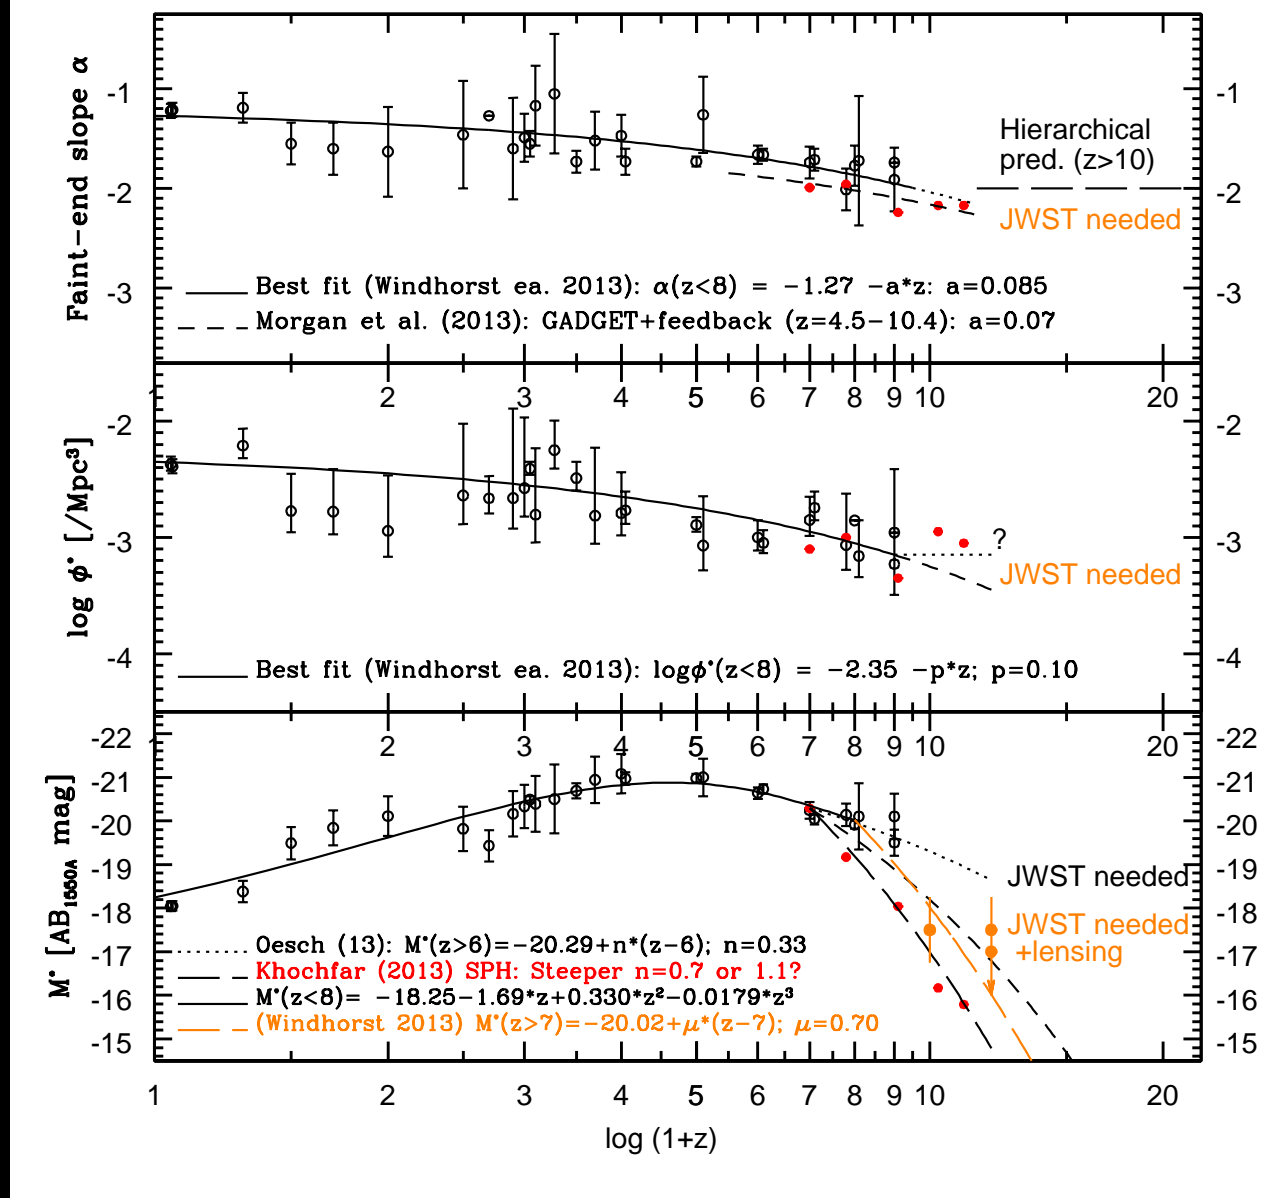 Faint-end slope α
-1
-2
-3
-1
-2
-3
Hierarchical
pred. (z>10)
JWST needed
Best fit (Windhorst ea. 2013): α(z<8) = -1.27 -a*z: a=0.085
Morgan et al. (2013): GADGET+feedback (z=4.5-10.4): a=0.07
1 2 3 4 5 6 7 8 9 10 20
log ϕ* [/Mpc³]
-2
-3
-4
-2
-3
-4
?
JWST needed
Best fit (Windhorst ea. 2013): logϕ*(z<8) = -2.35 -p*z; p=0.10
1 2 3 4 5 6 7 8 9 10 20
M* [AB₁₅₅₀A mag]
-22
-21
-20
-19
-18
-17
-16
-15
-22
-21
-20
-19
-18
-17
-16
-15
JWST needed
JWST needed
+lensing
Oesch (13): M*(z>6)=-20.29+n*(z-6); n=0.33
Khochfar (2013) SPH: Steeper n=0.7 or 1.1?
M*(z<8)= -18.25-1.69*z+0.330*z²-0.0179*z³
(Windhorst 2013) M*(z>7)=-20.02+μ*(z-7); μ=0.70
1 2 3 4 5 6 7 8 9 10 20
log (1+z)